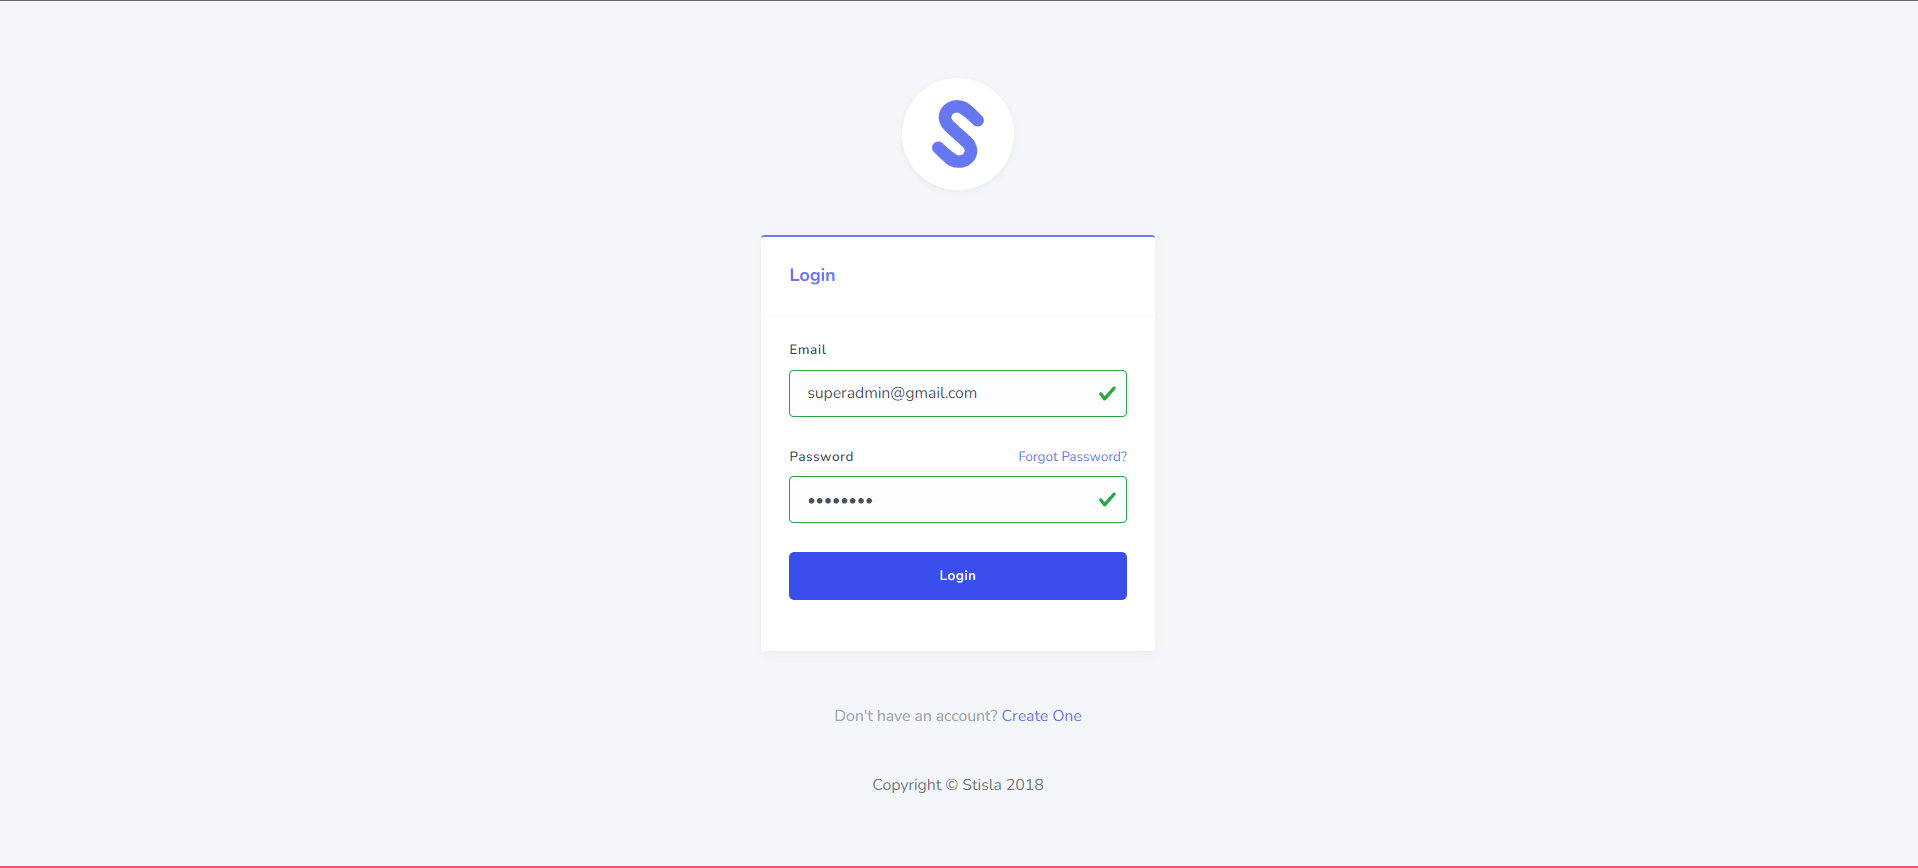 S
Login
Email
superadmin@gmail.com
Password Forgot Password?
••••••••
Login
Don't have an account? Create One
Copyright © Stisla 2018